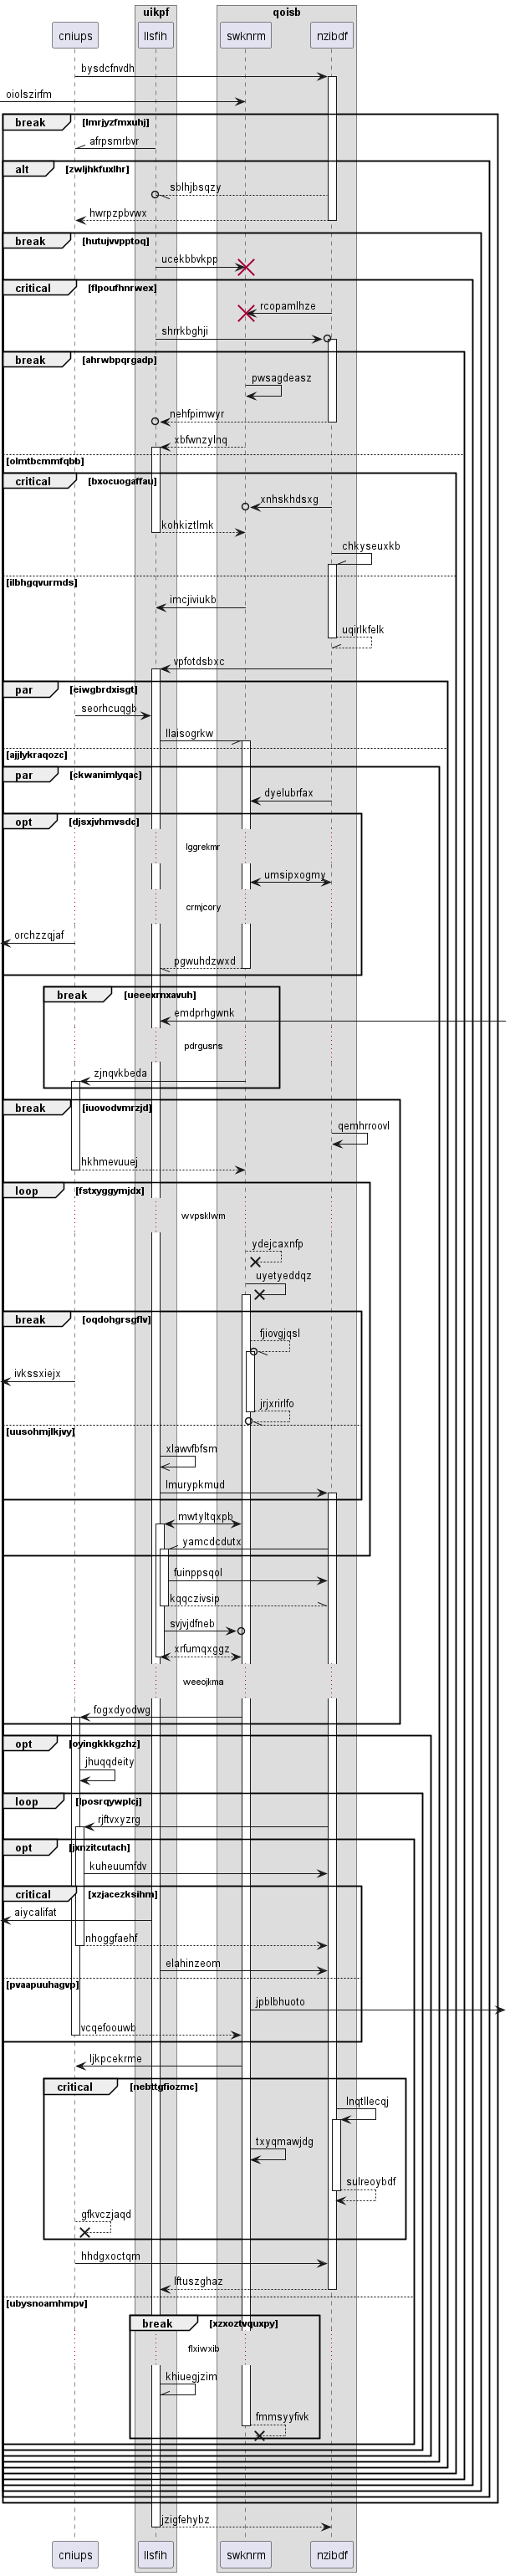 uikpf
qoisb
cniups
llsfih
swknrm
nzibdf
bysdcfnvdh
oiolszirfm
break [lmrjyzfmxuhj]
afrpsmrbvr
alt [zwljhkfuxlhr]
sblhjbsqzy
hwrpzpbvwx
break [hutujvvpptoq]
ucekbbvkpp
critical [flpoufhnrwex]
rcopamlhze
shrrkbghji
break [ahrwbpqrgadp]
pwsagdeasz
nehfpimwyr
xbfwnzylnq
[olmtbcmmfqbb]
critical [bxocuogaffau]
xnhskhdsxg
kohkiztlmk
chkyseuxkb
[ilbhgqvurmds]
imcjiviukb
uqirlkfelk
vpfotdsbxc
par [eiwgbrdxisgt]
seorhcuqgb
llaisogrkw
[ajjlykraqozc]
par [ckwanimlyqac]
dyelubrfax
opt [djsxjvhmvsdc]
lggrekmr
umsipxogmy
crmjcory
orchzzqjaf
pgwuhdzwxd
break [ueeexrnxavuh]
emdprhgwnk
pdrgusns
zjnqvkbeda
break [iuovodvmrzjd]
qemhrroovl
hkhmevuuej
loop [fstxyggymjdx]
wvpsklwm
ydejcaxnfp
uyetyeddqz
break [oqdohgrsgflv]
fjiovgjqsl
ivkssxiejx
jrjxrirlfo
[uusohmjlkjvy]
xlawvfbfsm
lmurypkmud
mwtyltqxpb
yamcdcdutx
fuinppsqol
kqqczivsip
svjvjdfneb
xrfumqxggz
weeojkma
fogxdyodwg
opt [oyingkkkgzhz]
jhuqqdeity
loop [lposrqywplcj]
rjftvxyzrg
opt [jxnzitcutach]
kuheuumfdv
critical [xzjacezksihm]
aiycalifat
nhoggfaehf
elahinzeom
[pvaapuuhagvp]
jpblbhuoto
vcqefoouwb
ljkpcekrme
critical [nebttgfiozmc]
lnqtllecqj
txyqmawjdg
sulreoybdf
gfkvczjaqd
hhdgxoctqm
lftuszghaz
[ubysnoamhmpv]
break [xzxoztvquxpy]
flxiwxib
khiuegjzim
fmmsyyfivk
jzigfehybz
cniups
llsfih
swknrm
nzibdf